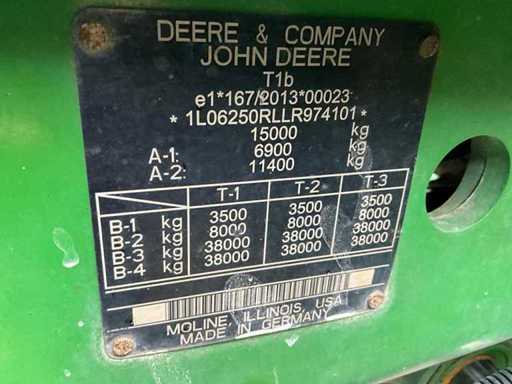 DEERE & COMPANY
JOHN DEERE
T1b
e1*167/2013*00023
* 1L06250RLLR974101 *
15000 kg
A-1: 6900 kg
A-2: 11400 kg
T-1 T-2 T-3
B-1 kg 3500 3500 3500
B-2 kg 8000 8000 8000
B-3 kg 38000 38000 38000
B-4 kg 38000 38000 38000
MOLINE, ILLINOIS, USA
MADE IN GERMANY